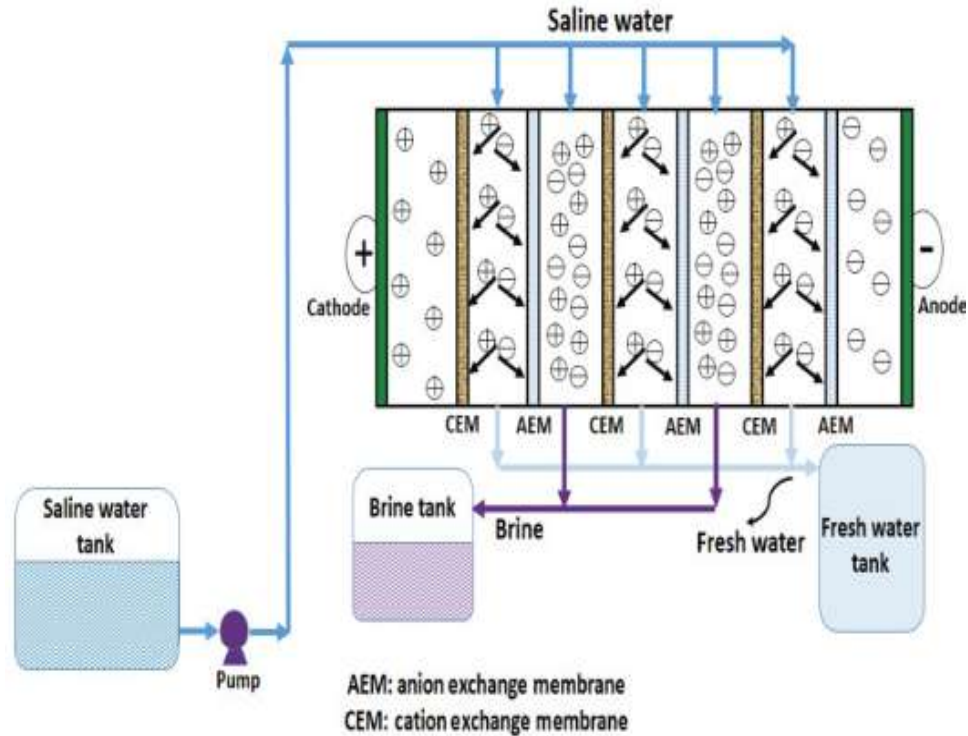 Saline water
+
-
Cathode
Anode
CEM AEM CEM AEM CEM AEM
Saline water
tank
Brine tank
Brine
Fresh water
Fresh water
tank
Pump
AEM: anion exchange membrane
CEM: cation exchange membrane